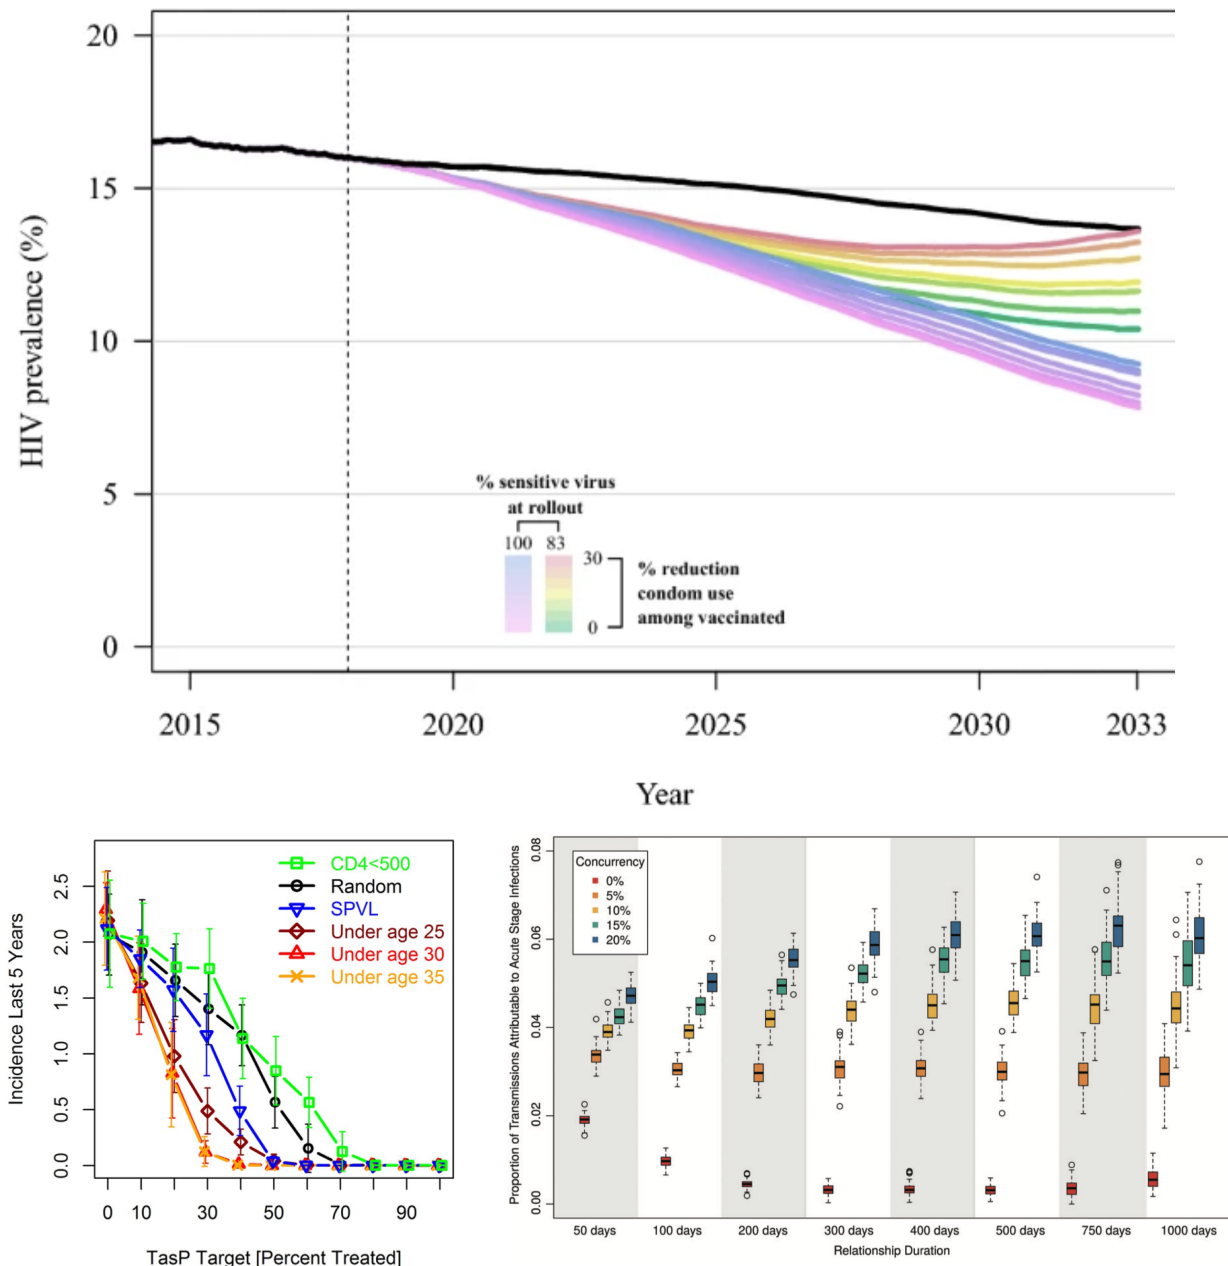 20
15
10
5
0
HIV prevalence (%)
% sensitive virus
at rollout
100 83
30
0
% reduction
condom use
among vaccinated
2015 2020 2025 2030 2033
Year
2.5
2.0
1.5
1.0
0.5
0.0
Incidence Last 5 Years
CD4<500
Random
SPVL
Under age 25
Under age 30
Under age 35
0 10 30 50 70 90
TasP Target [Percent Treated]
0.08
0.06
0.04
0.02
0.00
Proportion of Transmissions Attributable to Acute Stage Infections
Concurrency
0%
5%
10%
15%
20%
50 days 100 days 200 days 300 days 400 days 500 days 750 days 1000 days
Relationship Duration